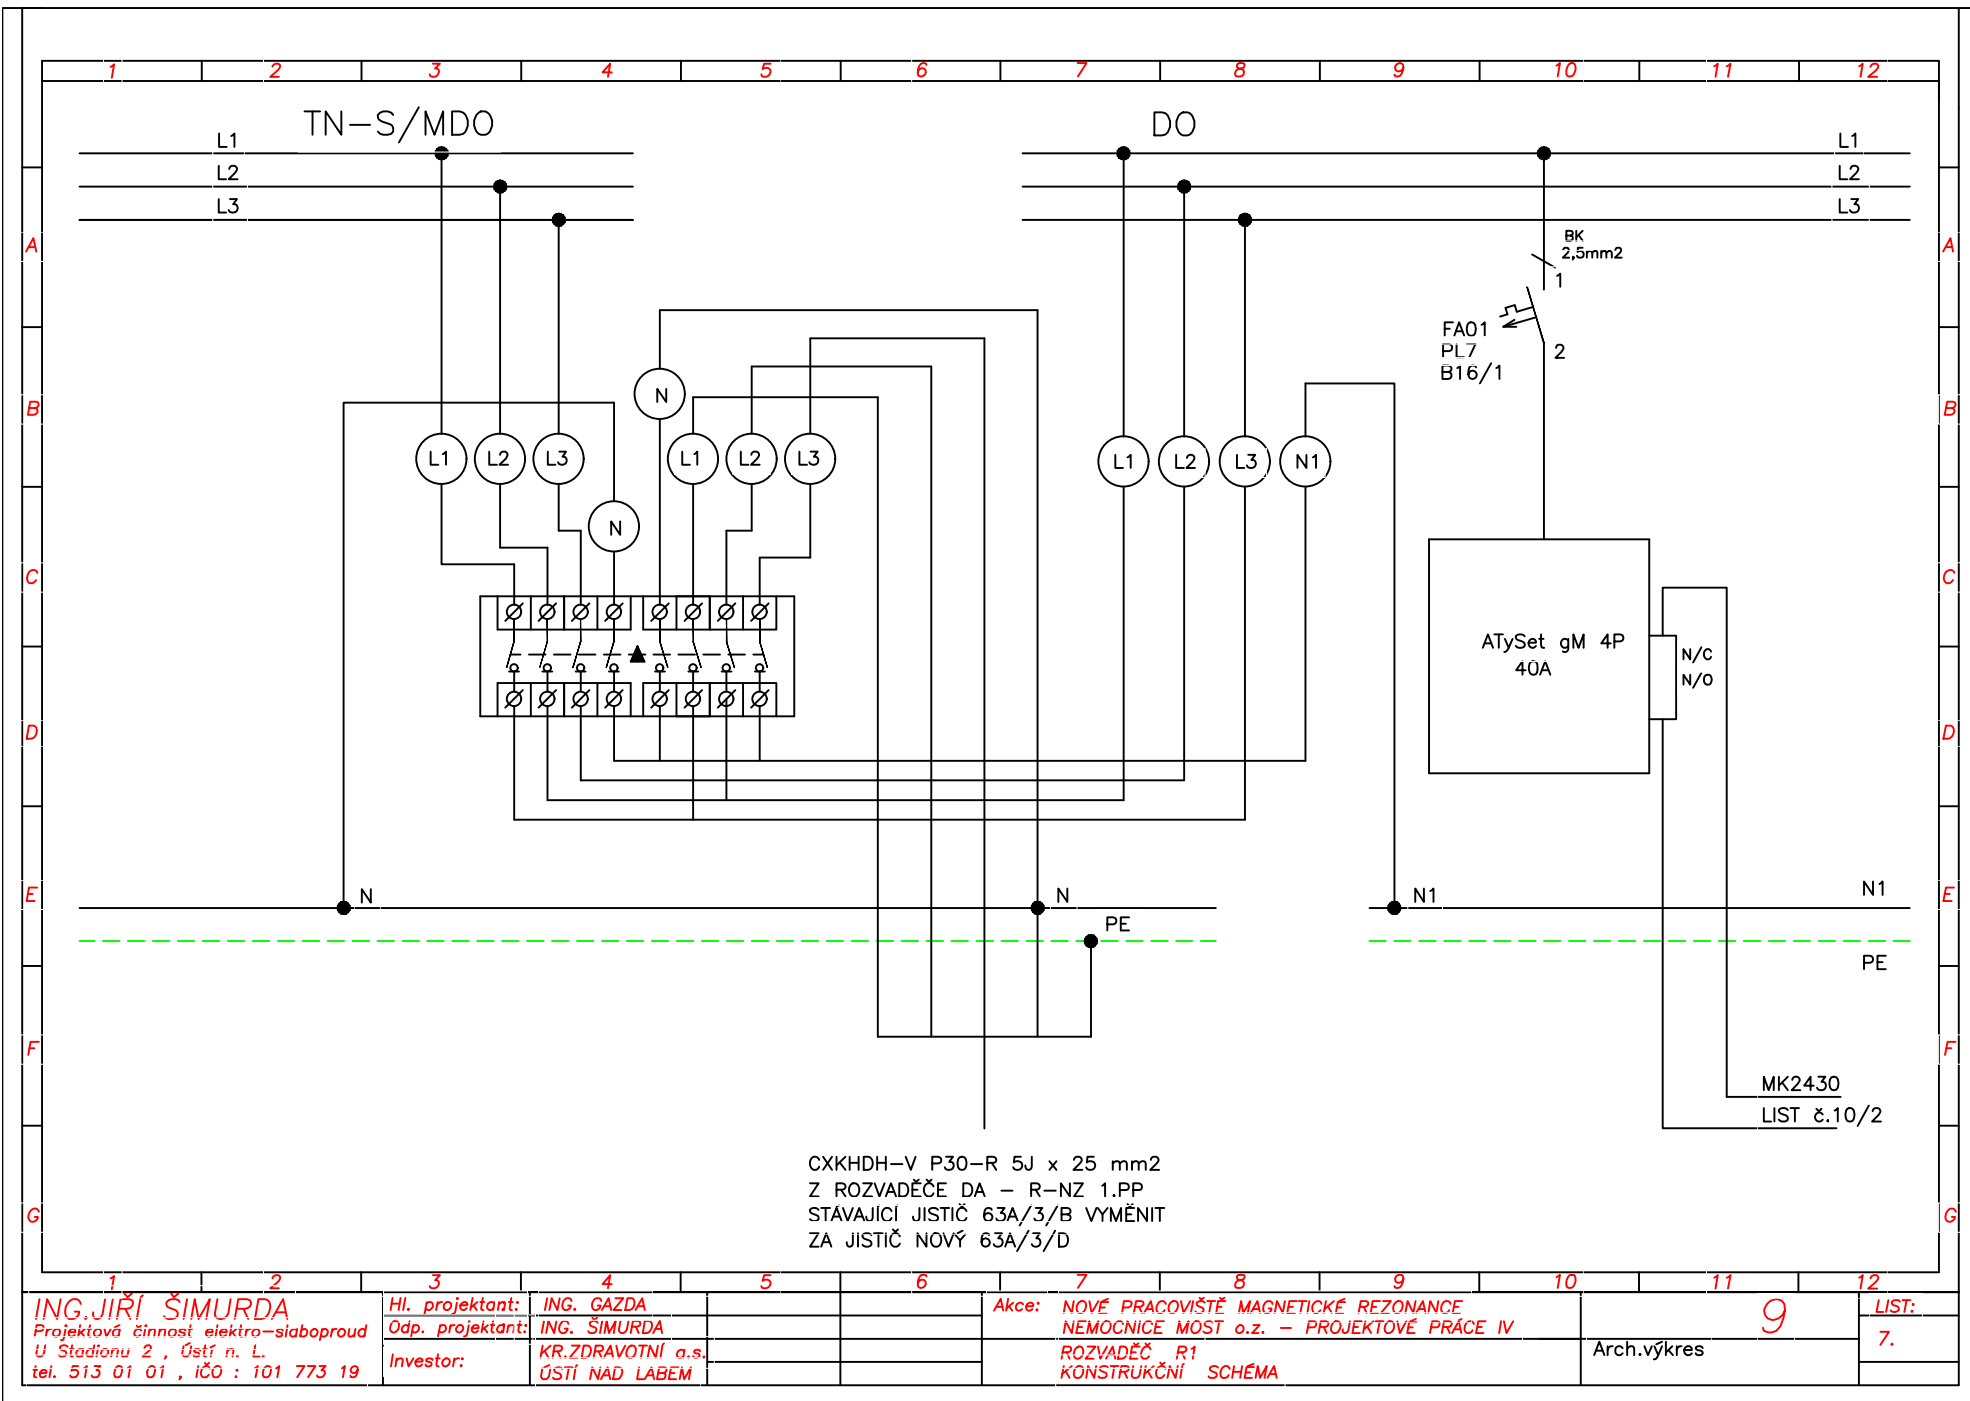 1 2 3 4 5 6 7 8 9 10 11 12
TN-S/MDO
DO
L1
L2
L3
L1
L2
L3
A
A
BK
2,5mm2
1
FA01
PL7
B16/1
2
N
B
B
L1
L2
L3
L1
L2
L3
L1
L2
L3
N1
N
C
C
ATySet gM 4P
40A
N/C
N/O
D
D
E
N
N
N1
N1
E
PE
PE
F
F
MK2430
LIST č.10/2
CXKHDH-V P30-R 5J x 25 mm2
Z ROZVADĚČE DA - R-NZ 1.PP
STÁVAJÍCÍ JISTIČ 63A/3/B VYMĚNIT
ZA JISTIČ NOVÝ 63A/3/D
G
G
1 2 3 4 5 6 7 8 9 10 11 12
ING.JIŘÍ ŠIMURDA
Projektová činnost elektro-slaboproud
U Stadionu 2 , Ústí n. L.
tel. 513 01 01 , IČO : 101 773 19
Hl. projektant: ING. GAZDA
Odp. projektant: ING. ŠIMURDA
Investor: KR.ZDRAVOTNÍ a.s.
ÚSTÍ NAD LABEM
Akce: NOVÉ PRACOVIŠTĚ MAGNETICKÉ REZONANCE
NEMOCNICE MOST o.z. - PROJEKTOVÉ PRÁCE IV
ROZVADĚČ R1
KONSTRUKČNÍ SCHÉMA
9
Arch.výkres
LIST:
7.